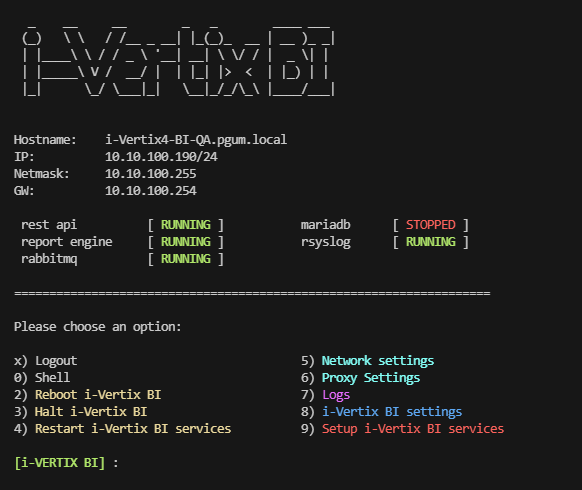 i-Vertix BI
Hostname:    i-Vertix4-BI-QA.pgum.local
IP:          10.10.100.190/24
Netmask:     10.10.100.255
GW:          10.10.100.254
rest api          [ RUNNING ]           mariadb      [ STOPPED ]
report engine     [ RUNNING ]           rsyslog      [ RUNNING ]
rabbitmq          [ RUNNING ]
====================================================================
Please choose an option:
x) Logout                               5) Network settings
0) Shell                                6) Proxy Settings
2) Reboot i-Vertix BI                   7) Logs
3) Halt i-Vertix BI                     8) i-Vertix BI settings
4) Restart i-Vertix BI services         9) Setup i-Vertix BI services
[i-VERTIX BI] :